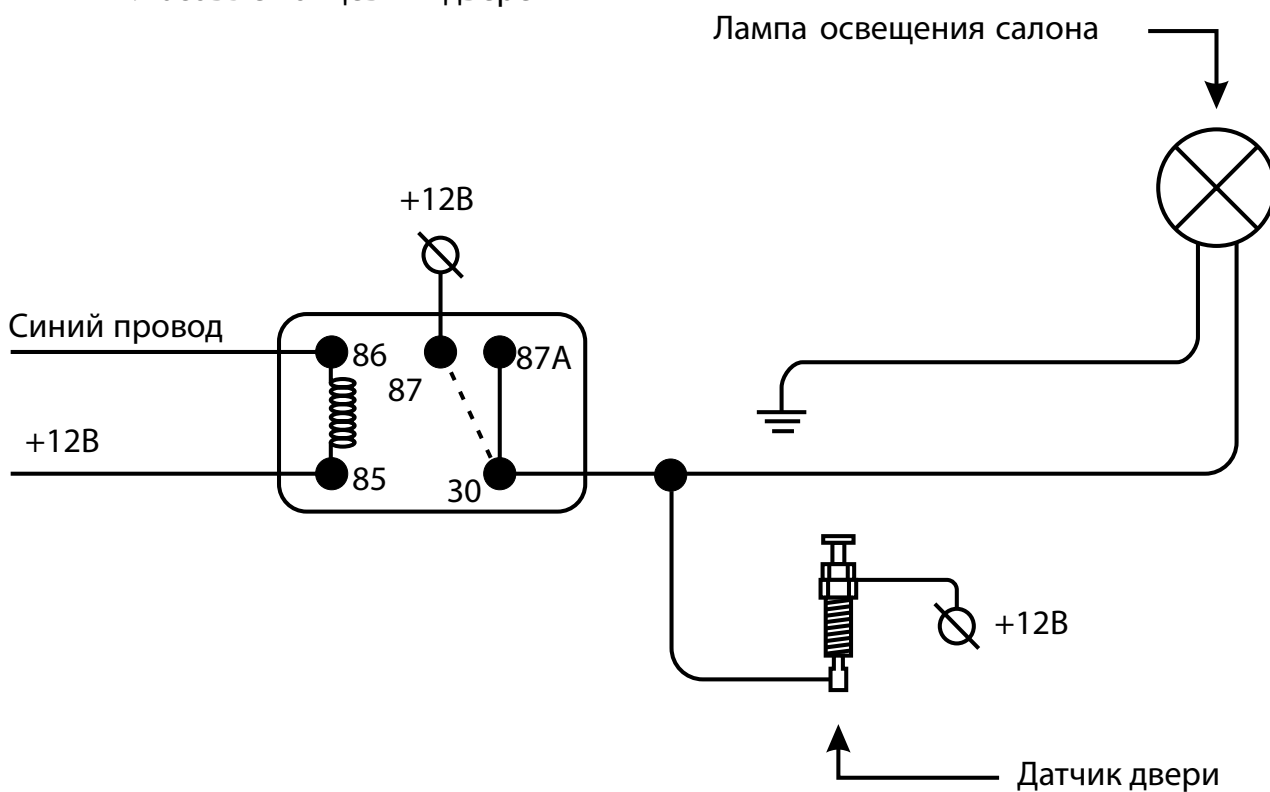 Лампа освещения салона
+12В
Синий провод
86
87
87А
+12В
85
30
+12В
Датчик двери